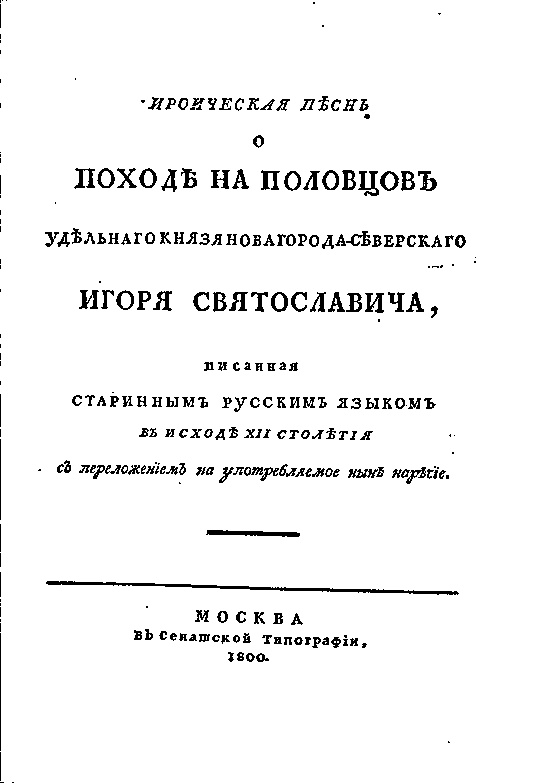 ИРОИЧЕСКАЯ ПѢСНЬ
О
ПОХОДѢ НА ПОЛОВЦОВЪ
УДѢЛЬНАГО КНЯЗЯ НОВАГОРОДА-СѢВЕРСКАГО
ИГОРЯ СВЯТОСЛАВИЧА,
писанная
СТАРИННЫМЪ РУССКИМЪ ЯЗЫКОМЪ
ВЪ ИСХОДѢ XII СТОЛѢТІЯ
съ переложеніемъ на употребляемое нынѣ нарѣчіе.
МОСКВА
Въ Сенатской Типографіи,
1800.